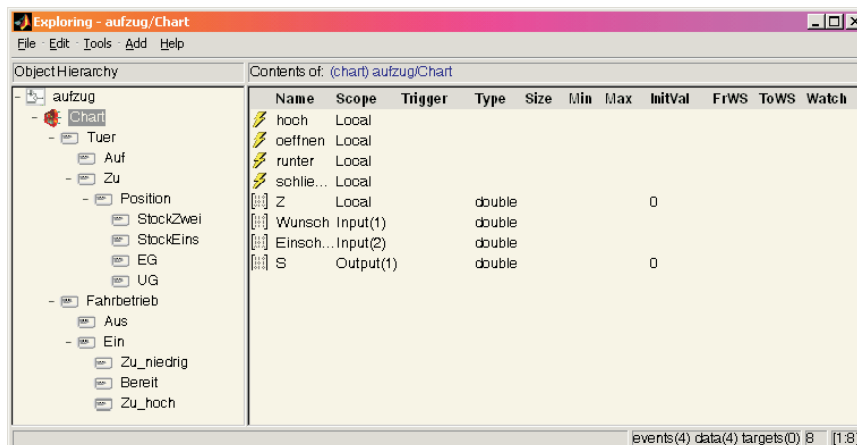 Exploring - aufzug/Chart
File Edit Tools Add Help
Object Hierarchy
Contents of: (chart) aufzug/Chart
- aufzug
- Chart
- Tuer
Auf
- Zu
- Position
StockZwei
StockEins
EG
UG
- Fahrbetrieb
Aus
- Ein
Zu_niedrig
Bereit
Zu_hoch
Name Scope Trigger Type Size Min Max InitVal FrWS ToWS Watch
hoch Local
oeffnen Local
runter Local
schlie... Local
Z Local double 0
Wunsch Input(1) double
Einsch... Input(2) double
S Output(1) double 0
events(4) data(4) targets(0) 8 [1:8]